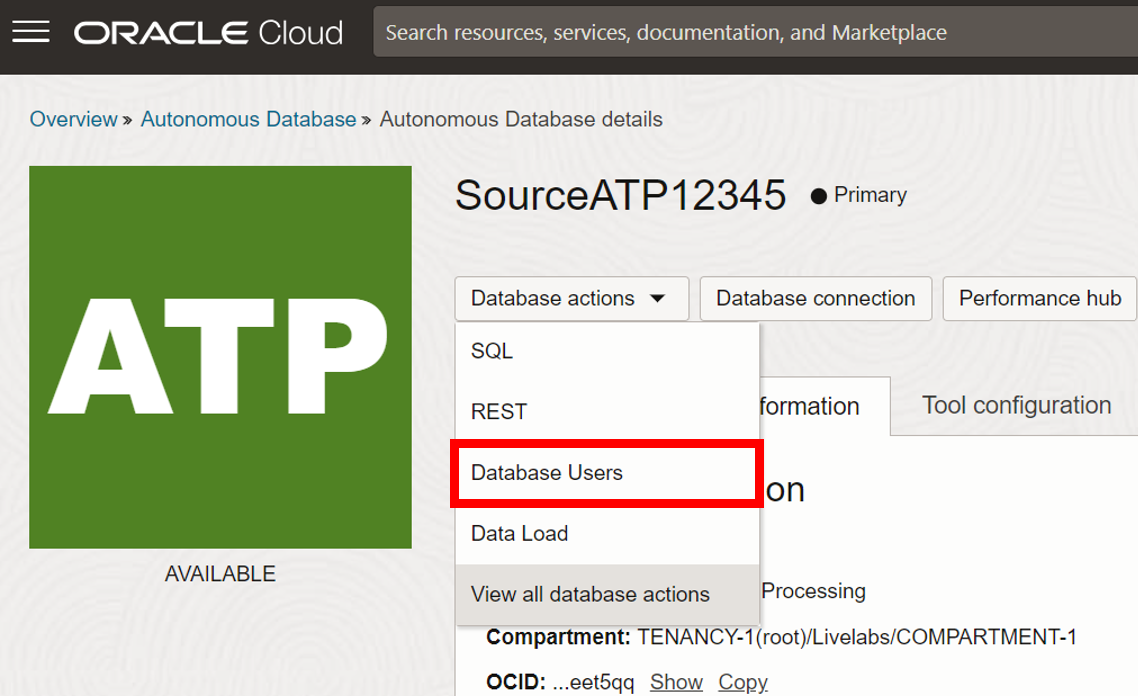 ORACLE Cloud
Search resources, services, documentation, and Marketplace
Overview » Autonomous Database » Autonomous Database details
ATP
AVAILABLE
SourceATP12345 ● Primary
Database actions ▼
Database connection
Performance hub
SQL
REST
Database Users
Data Load
View all database actions
formation
Tool configuration
on
Processing
Compartment: TENANCY-1(root)/Livelabs/COMPARTMENT-1
OCID: ...eet5qq Show Copy